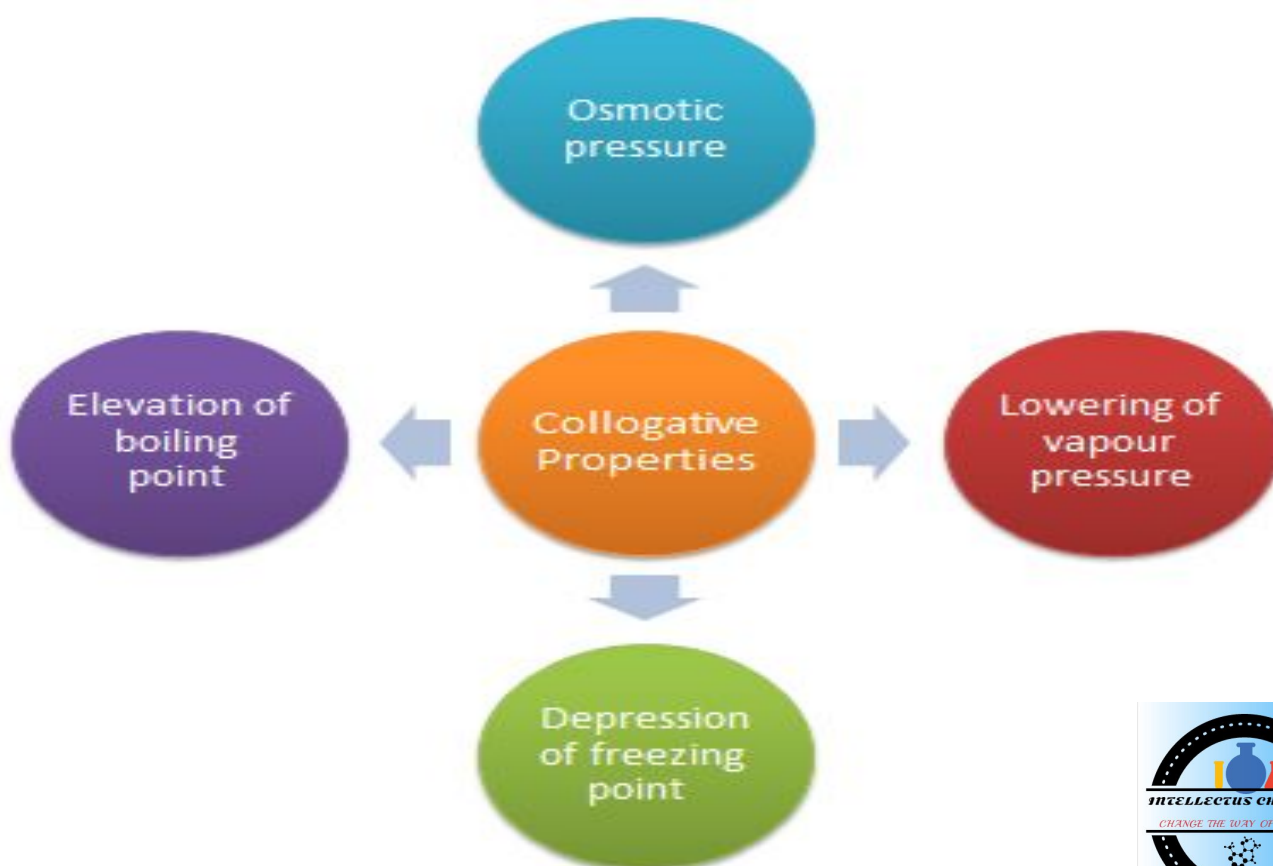 Osmotic
pressure
Elevation of
boiling
point
Collogative
Properties
Lowering of
vapour
pressure
Depression
of freezing
point
INTELLECTUS
CHANGE THE WAY